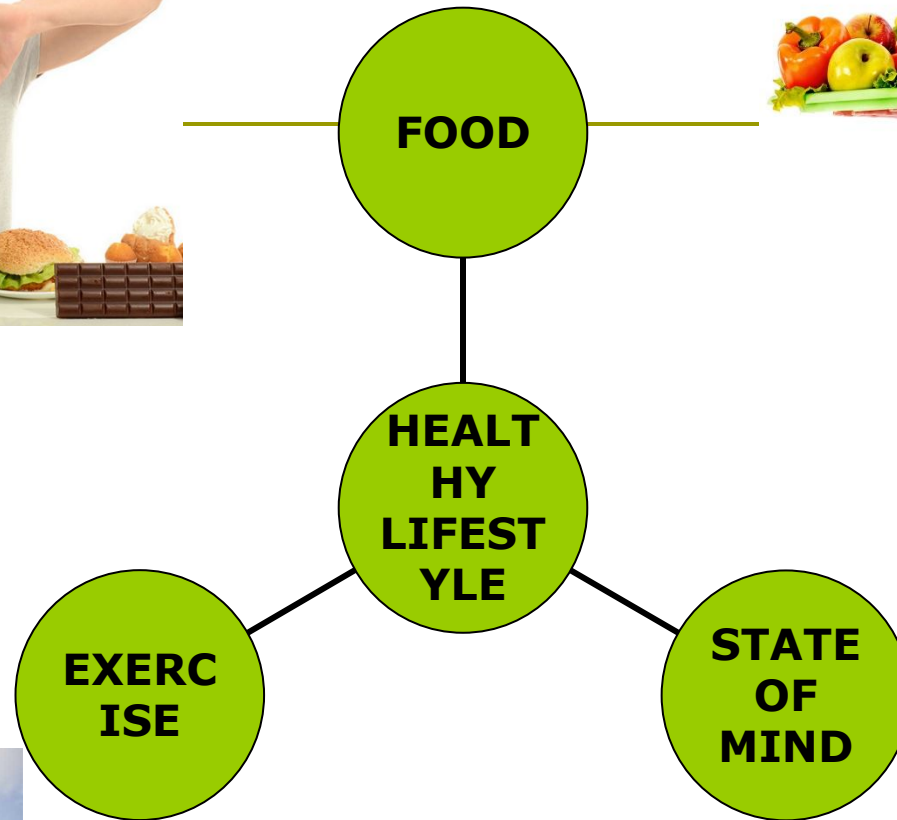 FOOD
HEALT
HY
LIFEST
YLE
EXERC
ISE
STATE
OF
MIND